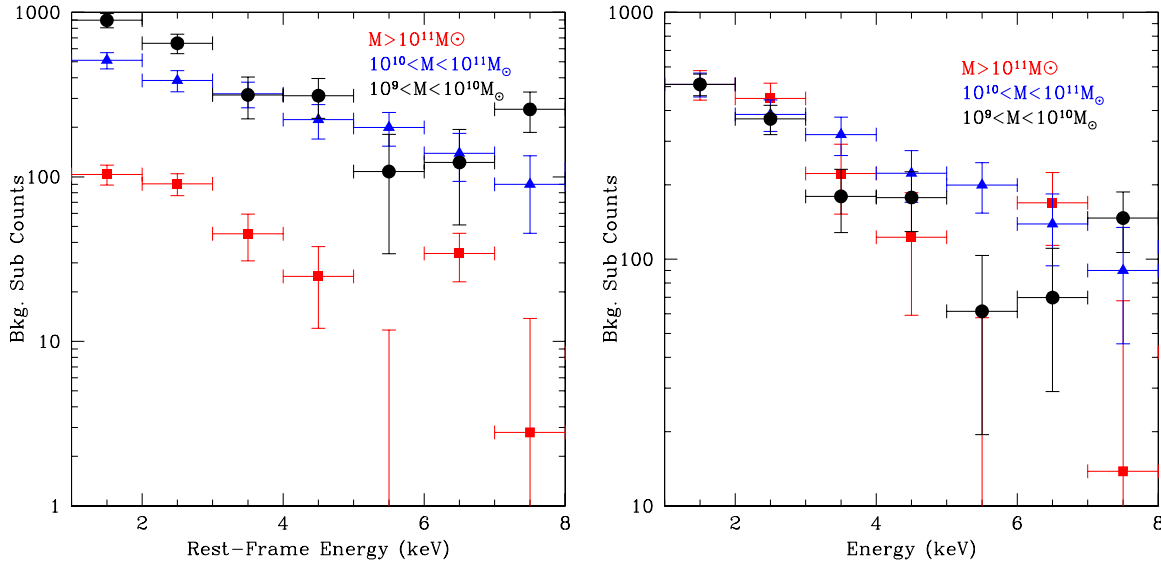 1000
100
10
1
Bkg. Sub Counts
M>10¹¹M☉
10¹⁰<M<10¹¹M☉
10⁹<M<10¹⁰M☉
2 4 6 8
Rest-Frame Energy (keV)
1000
100
10
Bkg. Sub Counts
M>10¹¹M☉
10¹⁰<M<10¹¹M☉
10⁹<M<10¹⁰M☉
2 4 6 8
Energy (keV)